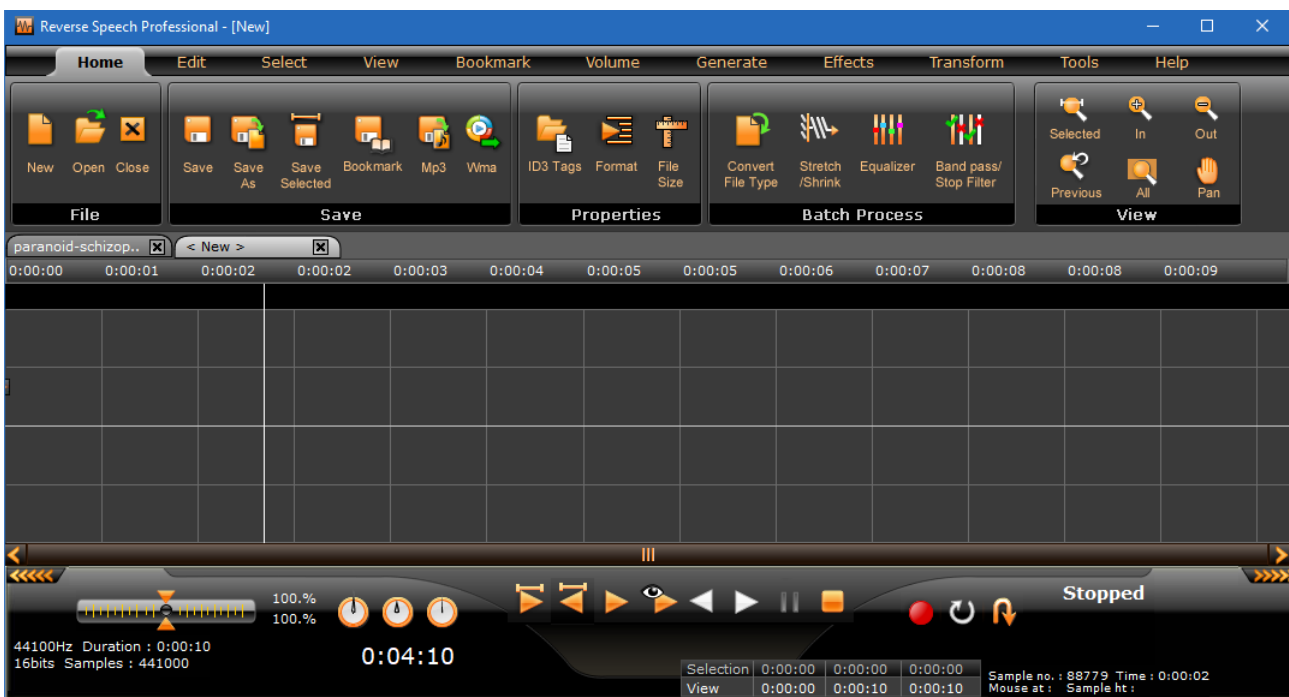 Reverse Speech Professional - [New]
Home Edit Select View Bookmark Volume Generate Effects Transform Tools Help
New Open Close
Save Save As Save Selected Bookmark Mp3 Wma
ID3 Tags Format File Size
Convert File Type Stretch /Shrink Equalizer Band pass/ Stop Filter
Selected In Out
Previous All Pan
File Save Properties Batch Process View
paranoid-schizop.. < New >
0:00:00 0:00:01 0:00:02 0:00:02 0:00:03 0:00:04 0:00:05 0:00:05 0:00:06 0:00:07 0:00:08 0:00:08 0:00:09
100.%
100.%
Stopped
44100Hz Duration : 0:00:10
16bits Samples : 441000
0:04:10
Selection 0:00:00 0:00:00 0:00:00
View 0:00:00 0:00:10 0:00:10
Sample no. : 88779 Time : 0:00:02
Mouse at : Sample ht :